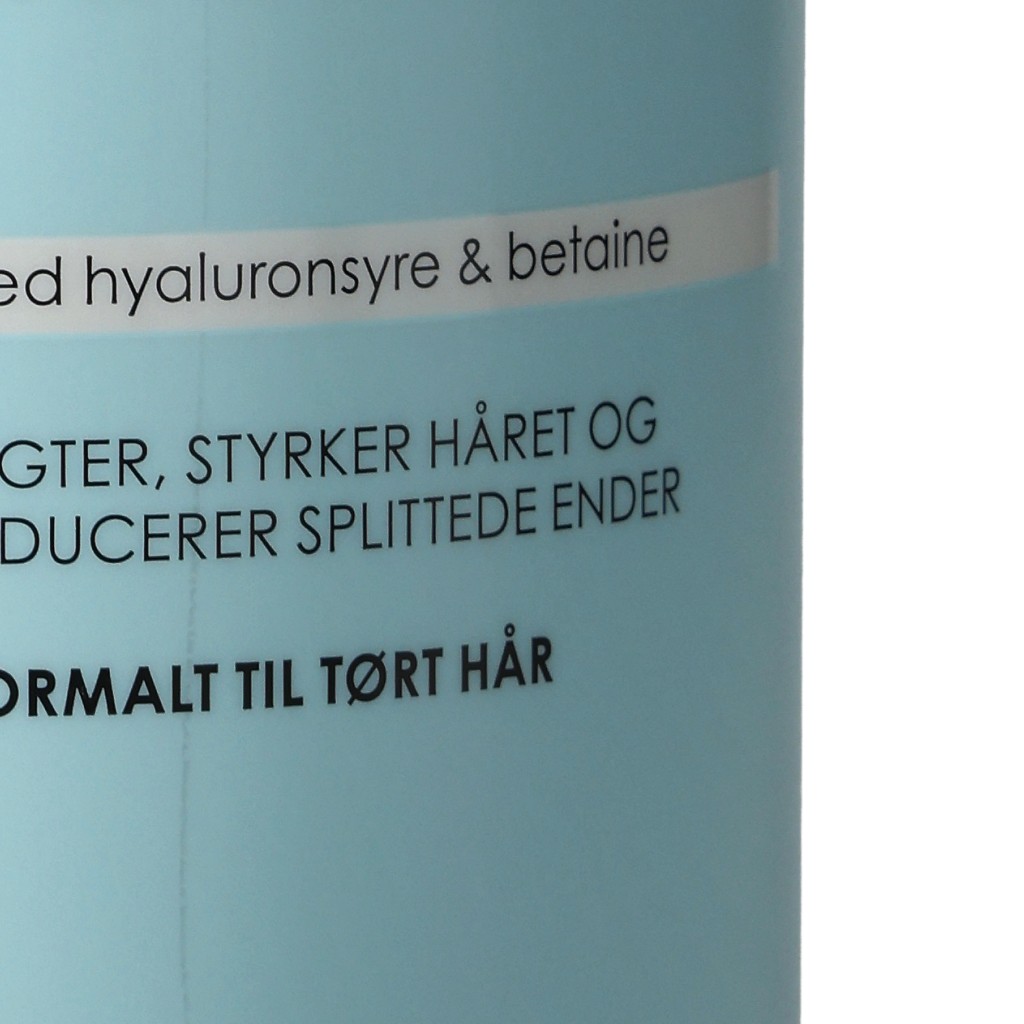 ed hyaluronsyre & betaine
GTER, STYRKER HÅRET OG
DUCERER SPLITTEDE ENDER
ORMALT TIL TØRT HÅR